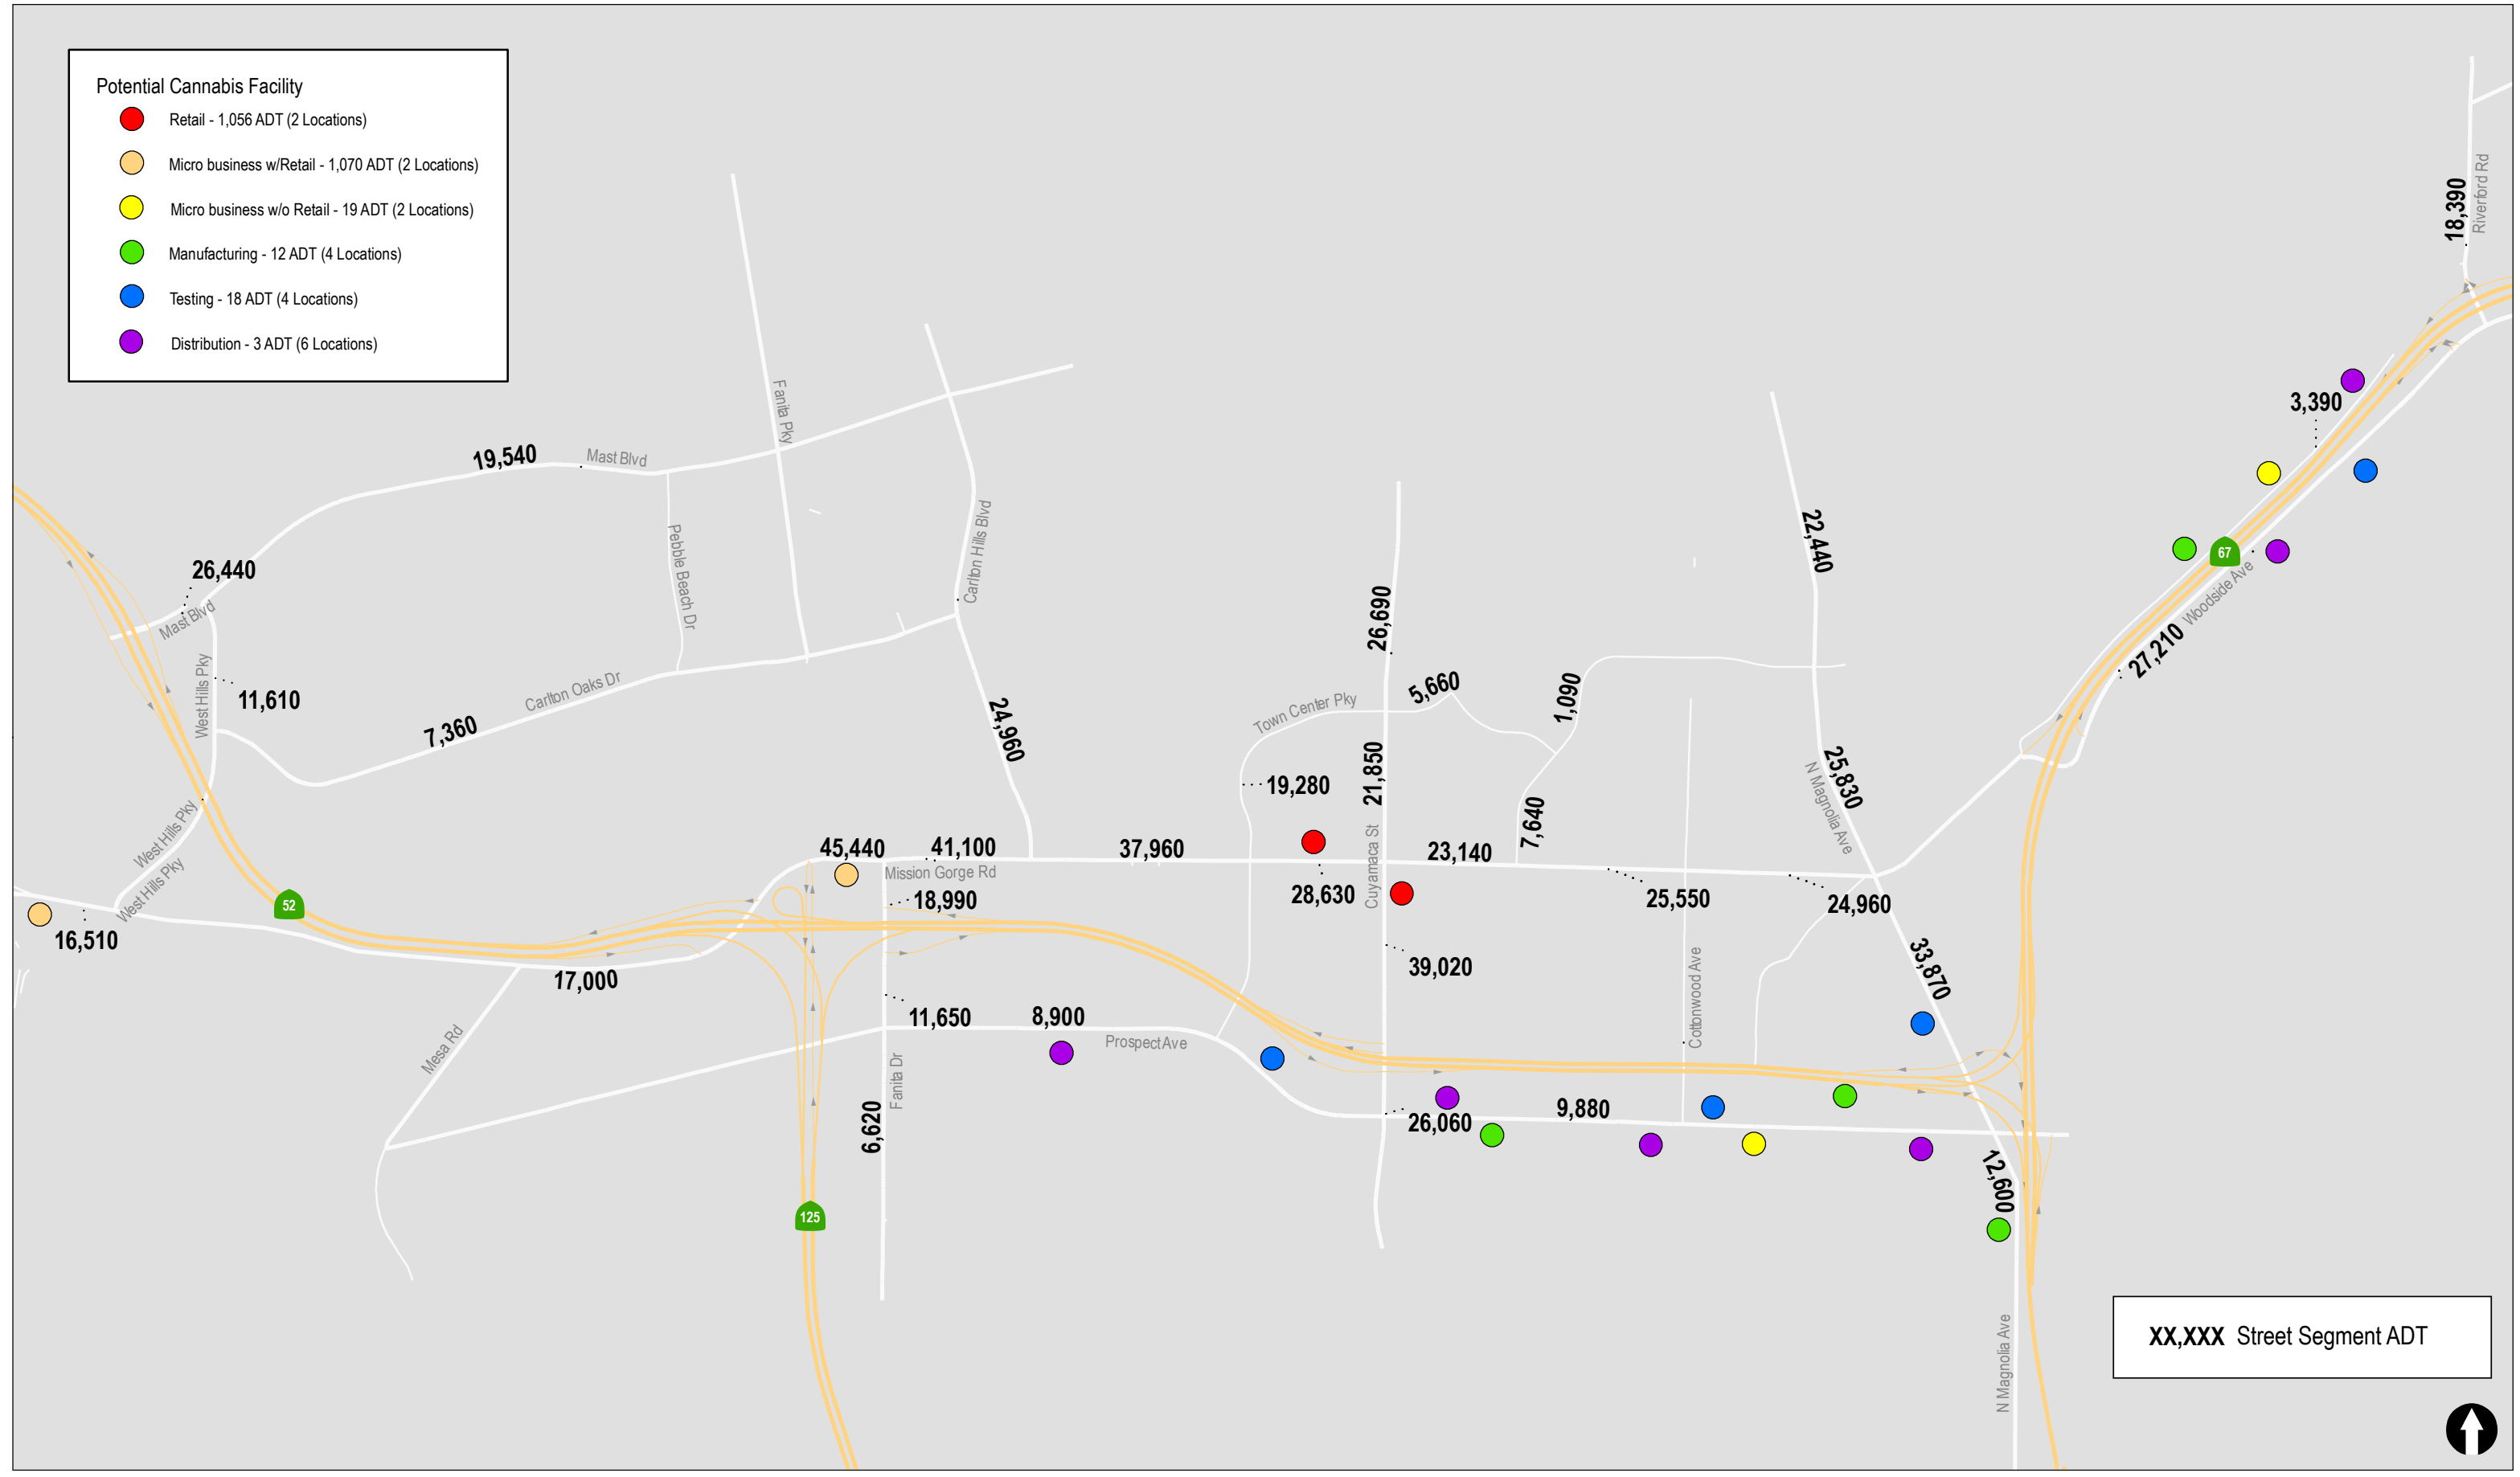 Potential Cannabis Facility
Retail - 1,056 ADT (2 Locations)
Micro business w/Retail - 1,070 ADT (2 Locations)
Micro business w/o Retail - 19 ADT (2 Locations)
Manufacturing - 12 ADT (4 Locations)
Testing - 18 ADT (4 Locations)
Distribution - 3 ADT (6 Locations)
18,390
Riverford Rd
3,390
Fanita Pky
19,540
Mast Blvd
Pebble Beach Dr
Carlton Hills Blvd
22,440
67
Woodside Ave
27,210
26,440
Mast Blvd
West Hills Pky
11,610
26,690
Carlton Oaks Dr
7,360
24,960
Town Center Pky
5,660
1,090
19,280
21,850
7,640
25,830
N Magnolia Ave
West Hills Pky
West Hills Pky
45,440
41,100
37,960
23,140
Mission Gorge Rd
18,990
28,630
Cuyamaca St
25,550
24,960
52
16,510
17,000
39,020
33,870
Cottonwood Ave
11,650
8,900
Prospect Ave
Mesa Rd
Fanita Dr
6,620
26,060
9,880
12,600
125
N Magnolia Ave
XX,XXX Street Segment ADT